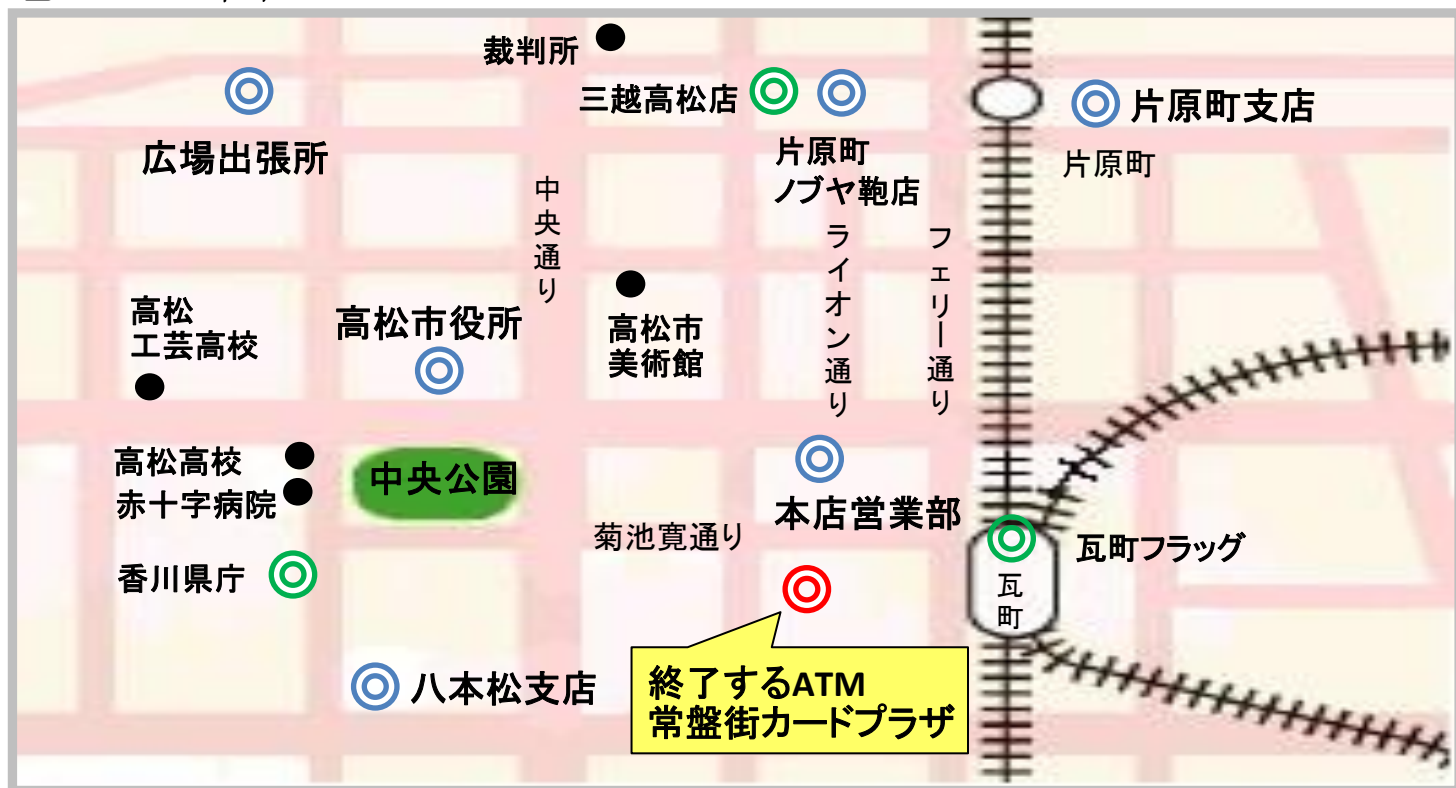 裁判所
三越高松店
片原町支店
広場出張所
片原町
ノブヤ鞄店
片原町
中央通り
ライオン通り
フェリー通り
高松
工芸高校
高松市役所
高松市
美術館
高松高校
赤十字病院
中央公園
本店営業部
菊池寛通り
瓦町フラッグ
香川県庁
瓦町
八本松支店
終了するATM
常盤街カードプラザ